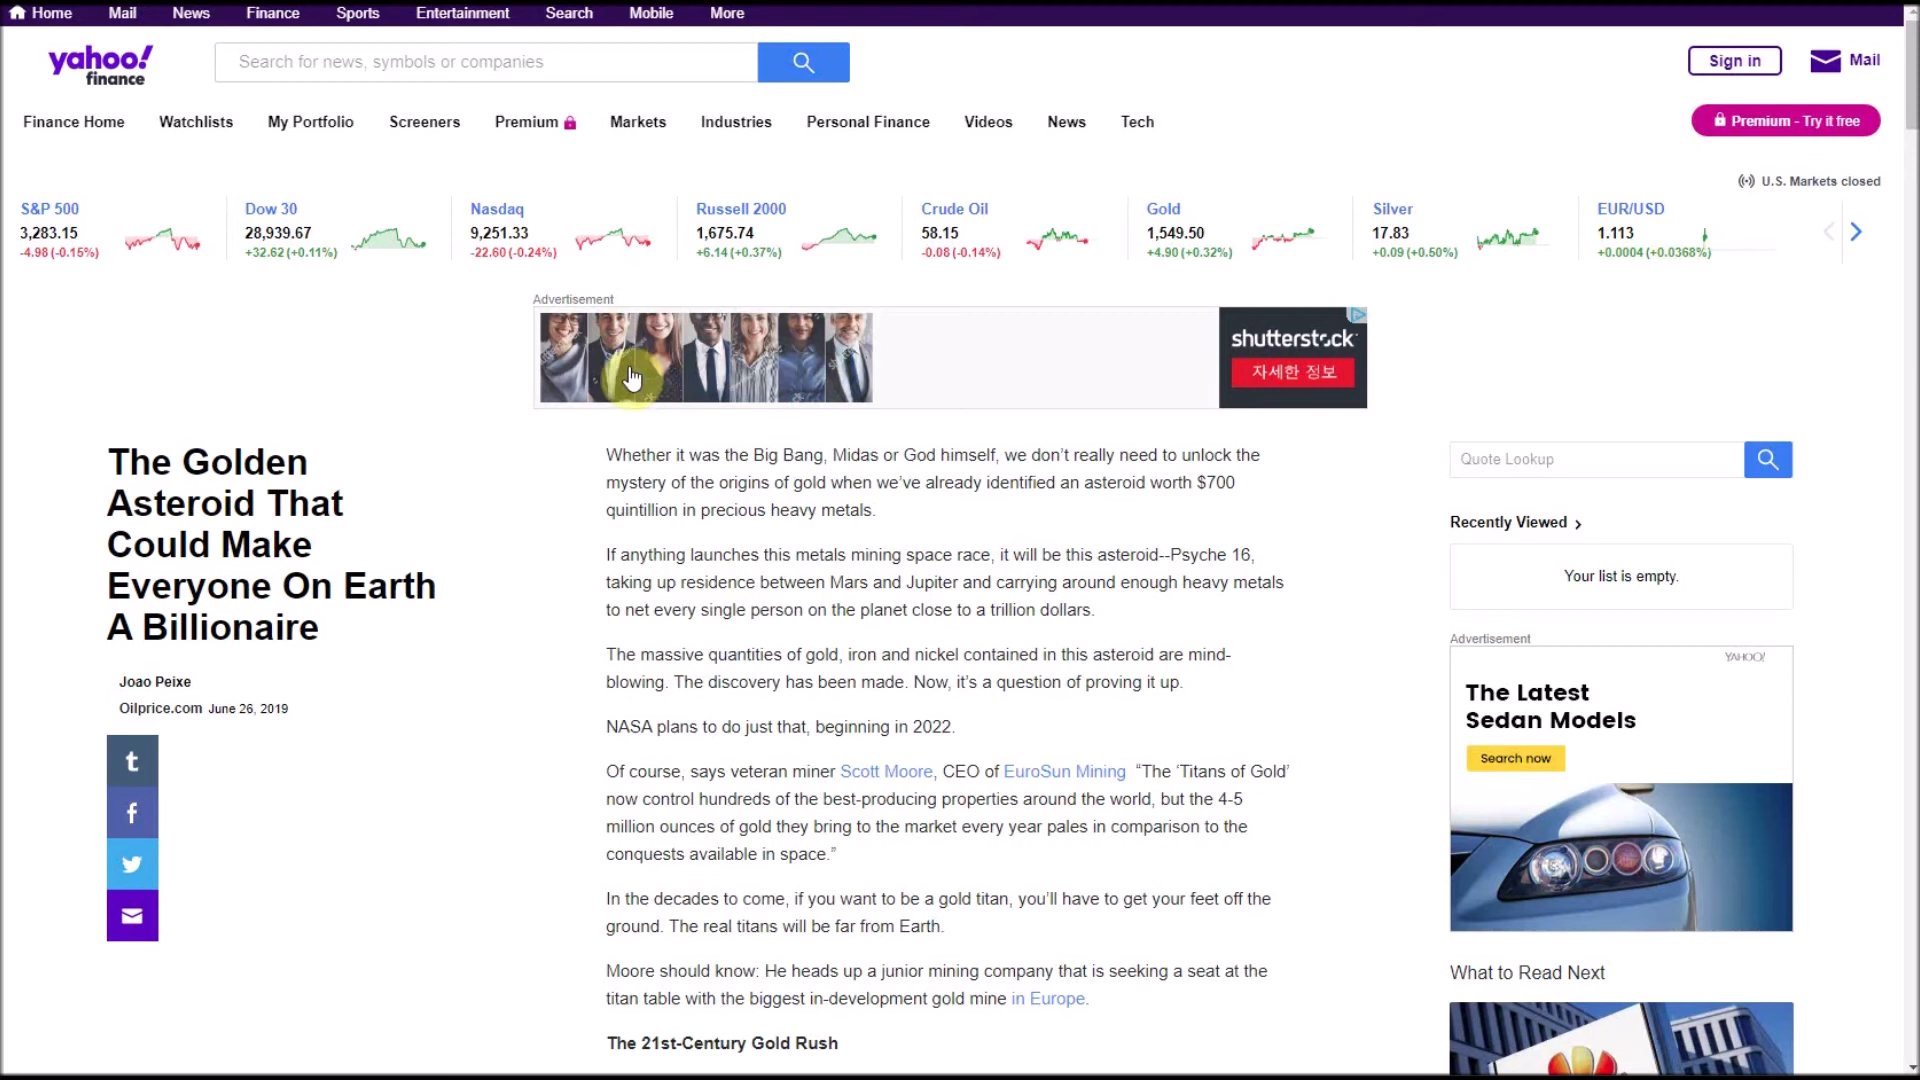 Home Mail News Finance Sports Entertainment Search Mobile More
yahoo!
finance
Search for news, symbols or companies
Sign in
Mail
Finance Home Watchlists My Portfolio Screeners Premium Markets Industries Personal Finance Videos News Tech
Premium - Try it free
U.S. Markets closed
S&P 500
3,283.15
-4.98 (-0.15%)
Dow 30
28,939.67
+32.62 (+0.11%)
Nasdaq
9,251.33
-22.60 (-0.24%)
Russell 2000
1,675.74
+6.14 (+0.37%)
Crude Oil
58.15
-0.08 (-0.14%)
Gold
1,549.50
+4.90 (+0.32%)
Silver
17.83
+0.09 (+0.50%)
EUR/USD
1.113
+0.0004 (+0.0368%)
Advertisement
shutterstock
자세한 정보
The Golden
Asteroid That
Could Make
Everyone On Earth
A Billionaire
Joao Peixe
Oilprice.com June 26, 2019
Whether it was the Big Bang, Midas or God himself, we don’t really need to unlock the
mystery of the origins of gold when we’ve already identified an asteroid worth $700
quintillion in precious heavy metals.
If anything launches this metals mining space race, it will be this asteroid--Psyche 16,
taking up residence between Mars and Jupiter and carrying around enough heavy metals
to net every single person on the planet close to a trillion dollars.
The massive quantities of gold, iron and nickel contained in this asteroid are mind-
blowing. The discovery has been made. Now, it’s a question of proving it up.
NASA plans to do just that, beginning in 2022.
Of course, says veteran miner Scott Moore, CEO of EuroSun Mining “The ‘Titans of Gold’
now control hundreds of the best-producing properties around the world, but the 4-5
million ounces of gold they bring to the market every year pales in comparison to the
conquests available in space.”
In the decades to come, if you want to be a gold titan, you’ll have to get your feet off the
ground. The real titans will be far from Earth.
Moore should know: He heads up a junior mining company that is seeking a seat at the
titan table with the biggest in-development gold mine in Europe.
The 21st-Century Gold Rush
Quote Lookup
Recently Viewed
Your list is empty.
Advertisement
YAHOO!
The Latest
Sedan Models
Search now
What to Read Next